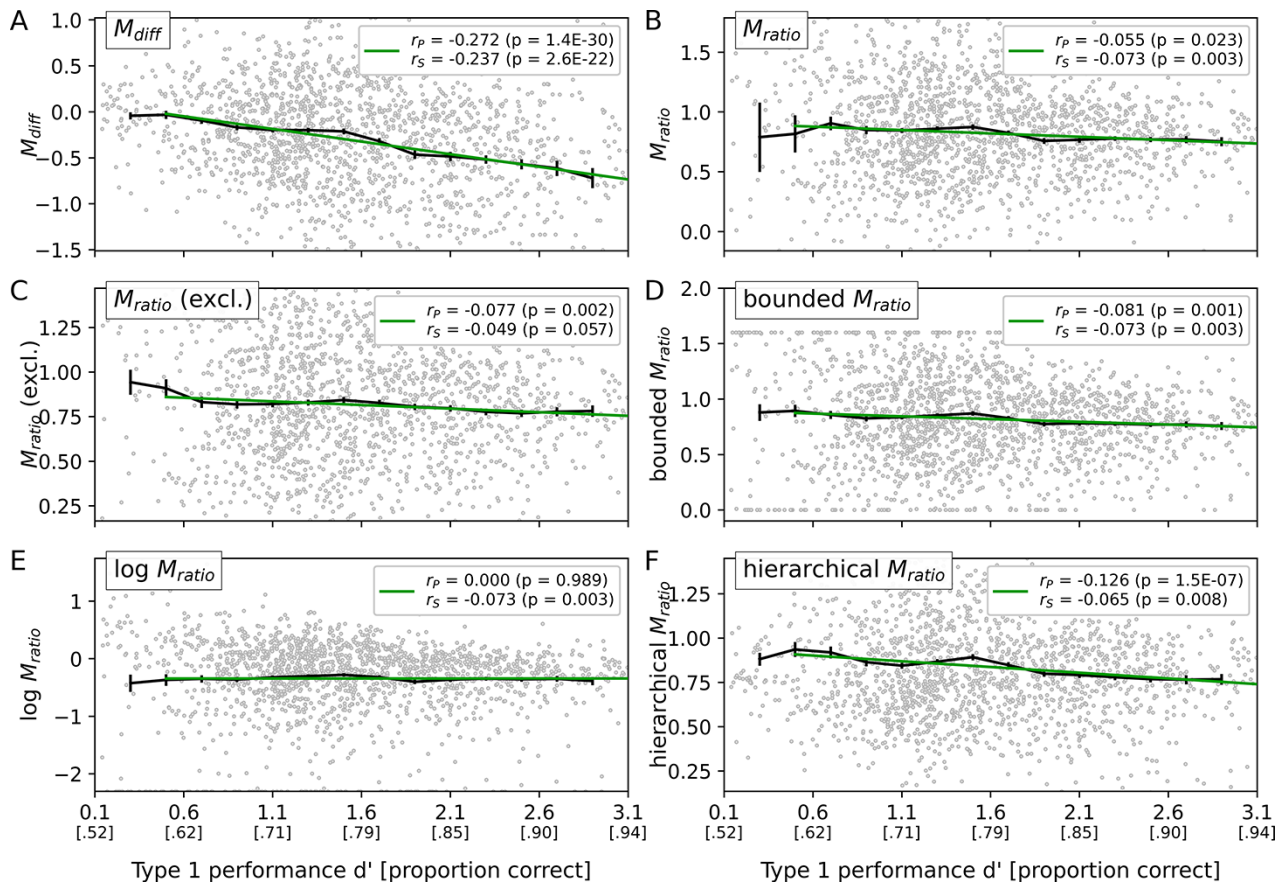 A
M_diff
r_P = -0.272 (p = 1.4E-30)
r_S = -0.237 (p = 2.6E-22)
1.0
0.5
0.0
−0.5
−1.0
−1.5
M_diff
B
M_ratio
r_P = -0.055 (p = 0.023)
r_S = -0.073 (p = 0.003)
1.5
1.0
0.5
0.0
M_ratio
C
M_ratio (excl.)
r_P = -0.077 (p = 0.002)
r_S = -0.049 (p = 0.057)
1.25
1.00
0.75
0.50
0.25
M_ratio (excl.)
D
bounded M_ratio
r_P = -0.081 (p = 0.001)
r_S = -0.073 (p = 0.003)
2.0
1.5
1.0
0.5
0.0
bounded M_ratio
E
log M_ratio
r_P = 0.000 (p = 0.989)
r_S = -0.073 (p = 0.003)
1
0
−1
−2
log M_ratio
0.1 0.6 1.1 1.6 2.1 2.6 3.1
[.52] [.62] [.71] [.79] [.85] [.90] [.94]
Type 1 performance d' [proportion correct]
F
hierarchical M_ratio
r_P = -0.126 (p = 1.5E-07)
r_S = -0.065 (p = 0.008)
1.25
1.00
0.75
0.50
0.25
hierarchical M_ratio
0.1 0.6 1.1 1.6 2.1 2.6 3.1
[.52] [.62] [.71] [.79] [.85] [.90] [.94]
Type 1 performance d' [proportion correct]